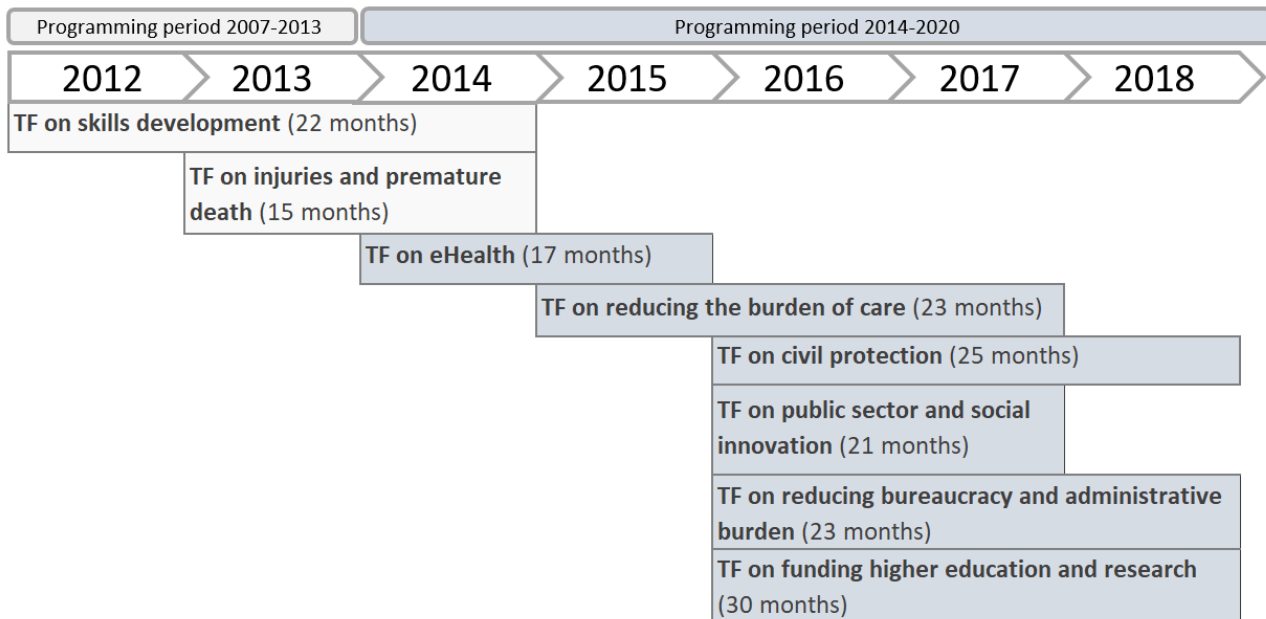 Programming period 2007-2013
Programming period 2014-2020
2012
2013
2014
2015
2016
2017
2018
TF on skills development (22 months)
TF on injuries and premature
death (15 months)
TF on eHealth (17 months)
TF on reducing the burden of care (23 months)
TF on civil protection (25 months)
TF on public sector and social
innovation (21 months)
TF on reducing bureaucracy and administrative
burden (23 months)
TF on funding higher education and research
(30 months)